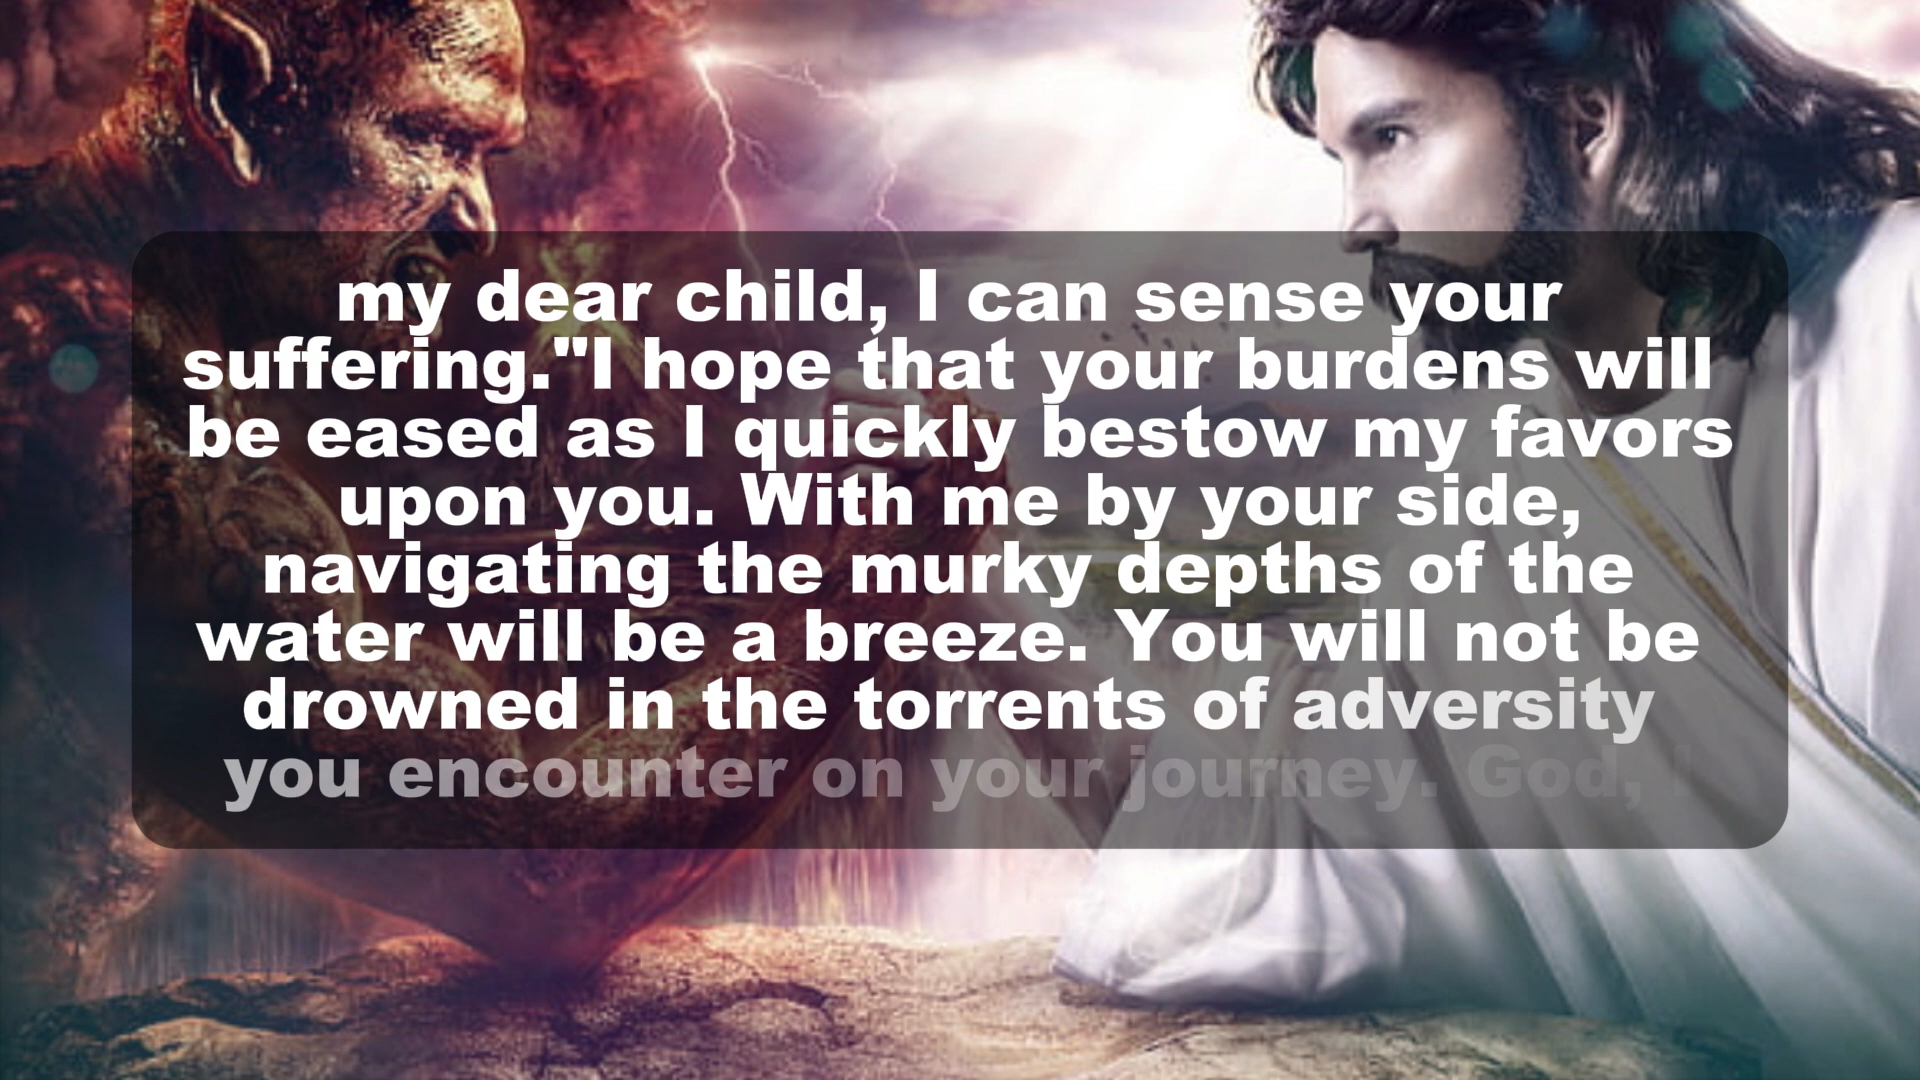 my dear child, I can sense your
suffering."I hope that your burdens will
be eased as I quickly bestow my favors
upon you. With me by your side,
navigating the murky depths of the
water will be a breeze. You will not be
drowned in the torrents of adversity
you encounter on your journey. God, I